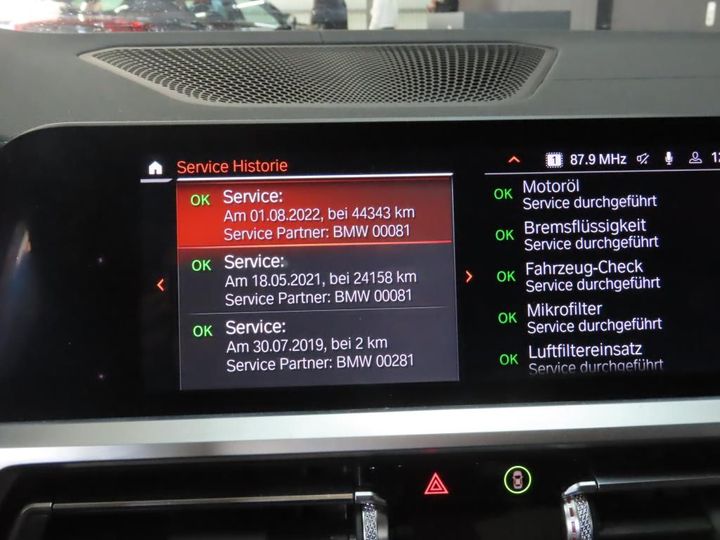 Service Historie
1 87.9 MHz 12
OK Service:
Am 01.08.2022, bei 44343 km
Service Partner: BMW 00081
OK Service:
Am 18.05.2021, bei 24158 km
Service Partner: BMW 00081
OK Service:
Am 30.07.2019, bei 2 km
Service Partner: BMW 00281
OK Motoröl
Service durchgeführt
OK Bremsflüssigkeit
Service durchgeführt
OK Fahrzeug-Check
Service durchgeführt
OK Mikrofilter
Service durchgeführt
OK Luftfiltereinsatz
Service durchgeführt